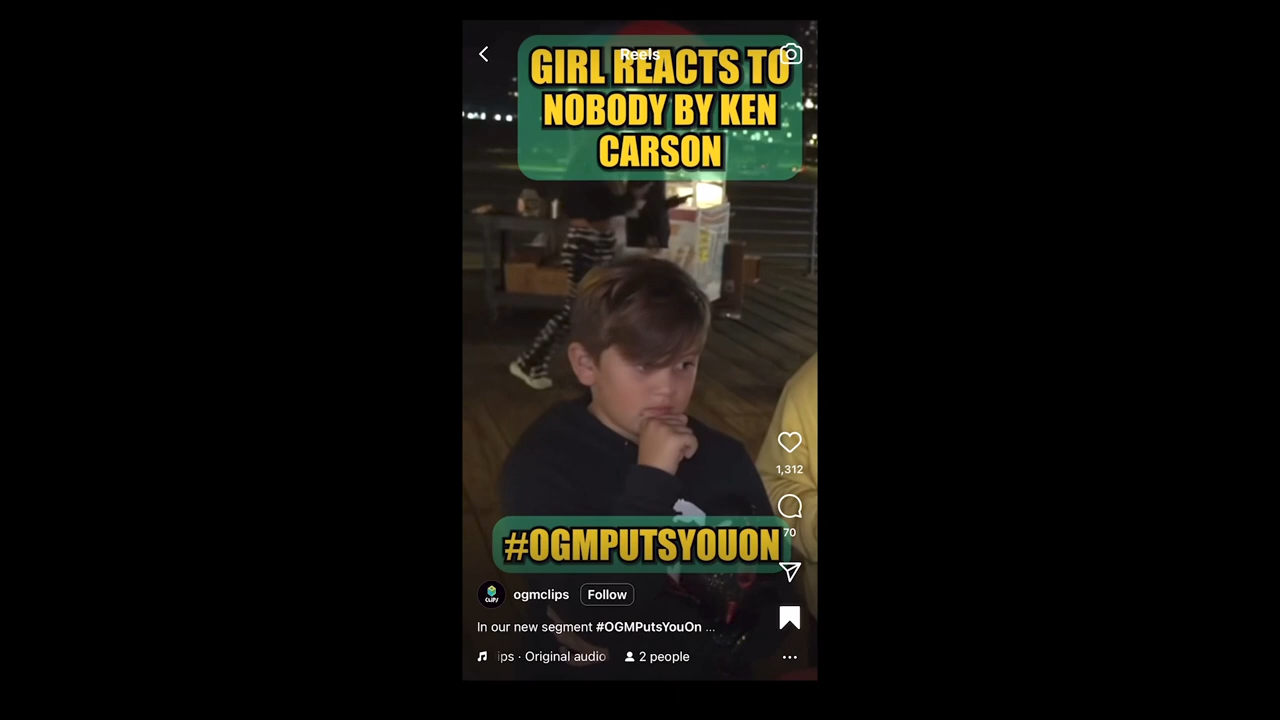 Reels
GIRL REACTS TO
NOBODY BY KEN
CARSON
1,312
70
#OGMPUTSYOUON
CLIPS
ogmclips
Follow
In our new segment #OGMPutsYouOn ...
ips · Original audio
2 people